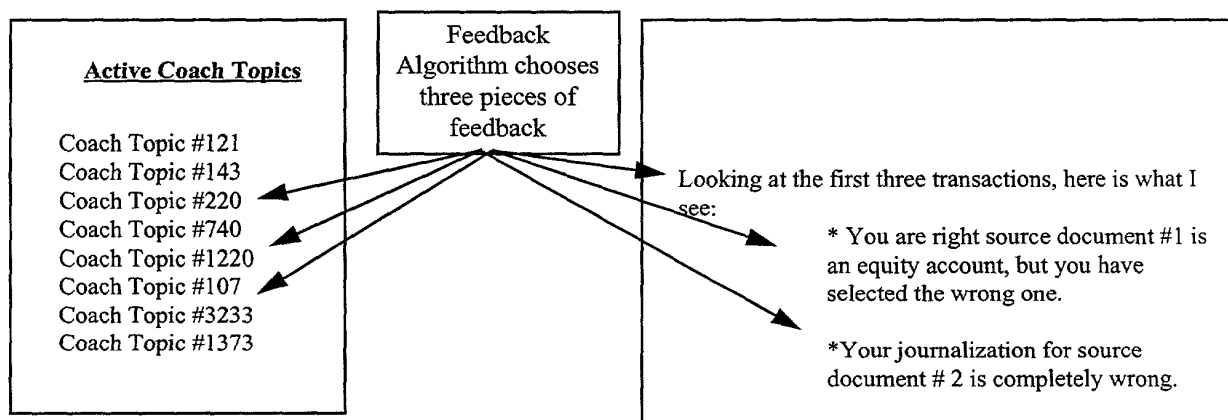 Active Coach Topics
Coach Topic #121
Coach Topic #143
Coach Topic #220
Coach Topic #740
Coach Topic #1220
Coach Topic #107
Coach Topic #3233
Coach Topic #1373
Feedback
Algorithm chooses
three pieces of
feedback
Looking at the first three transactions, here is what I
see:
* You are right source document #1 is
an equity account, but you have
selected the wrong one.
*Your journalization for source
document # 2 is completely wrong.